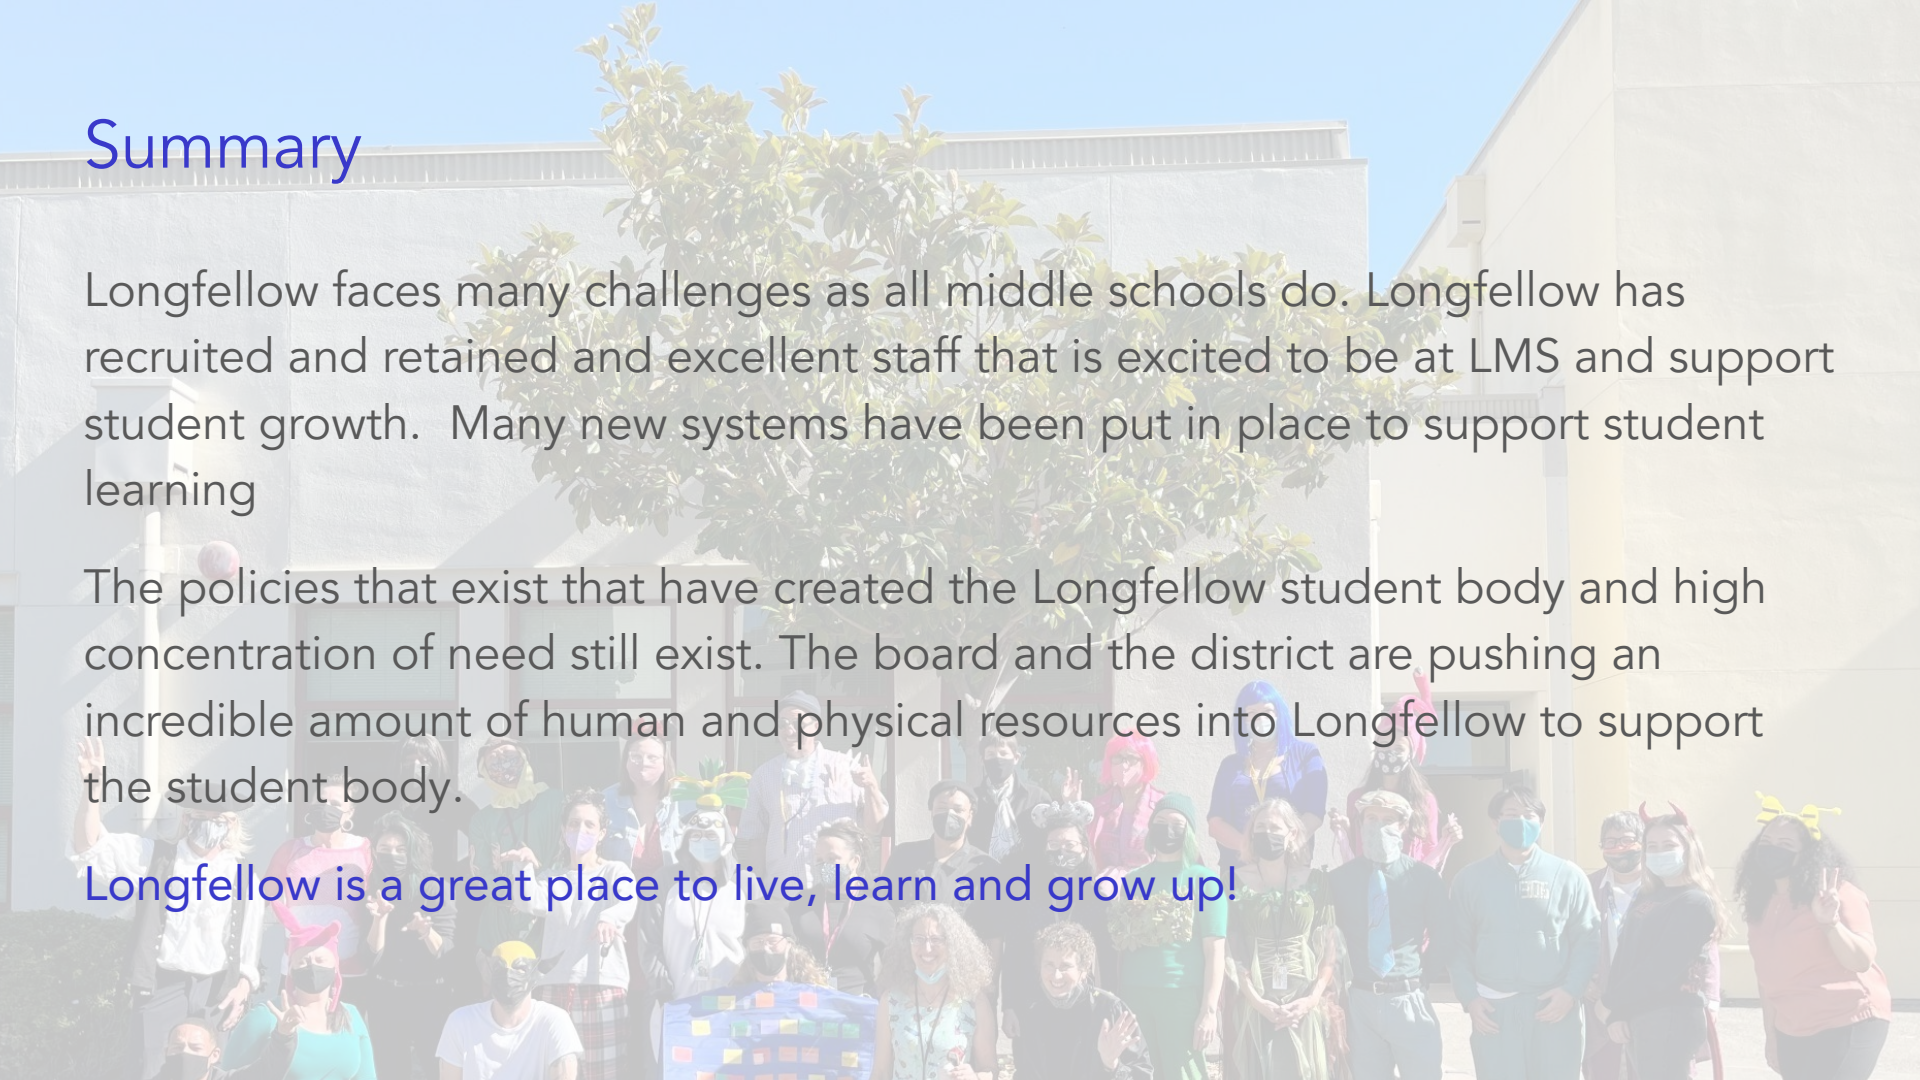 Summary
Longfellow faces many challenges as all middle schools do. Longfellow has
recruited and retained and excellent staff that is excited to be at LMS and support
student growth.  Many new systems have been put in place to support student
learning
The policies that exist that have created the Longfellow student body and high
concentration of need still exist. The board and the district are pushing an
incredible amount of human and physical resources into Longfellow to support
the student body.
Longfellow is a great place to live, learn and grow up!